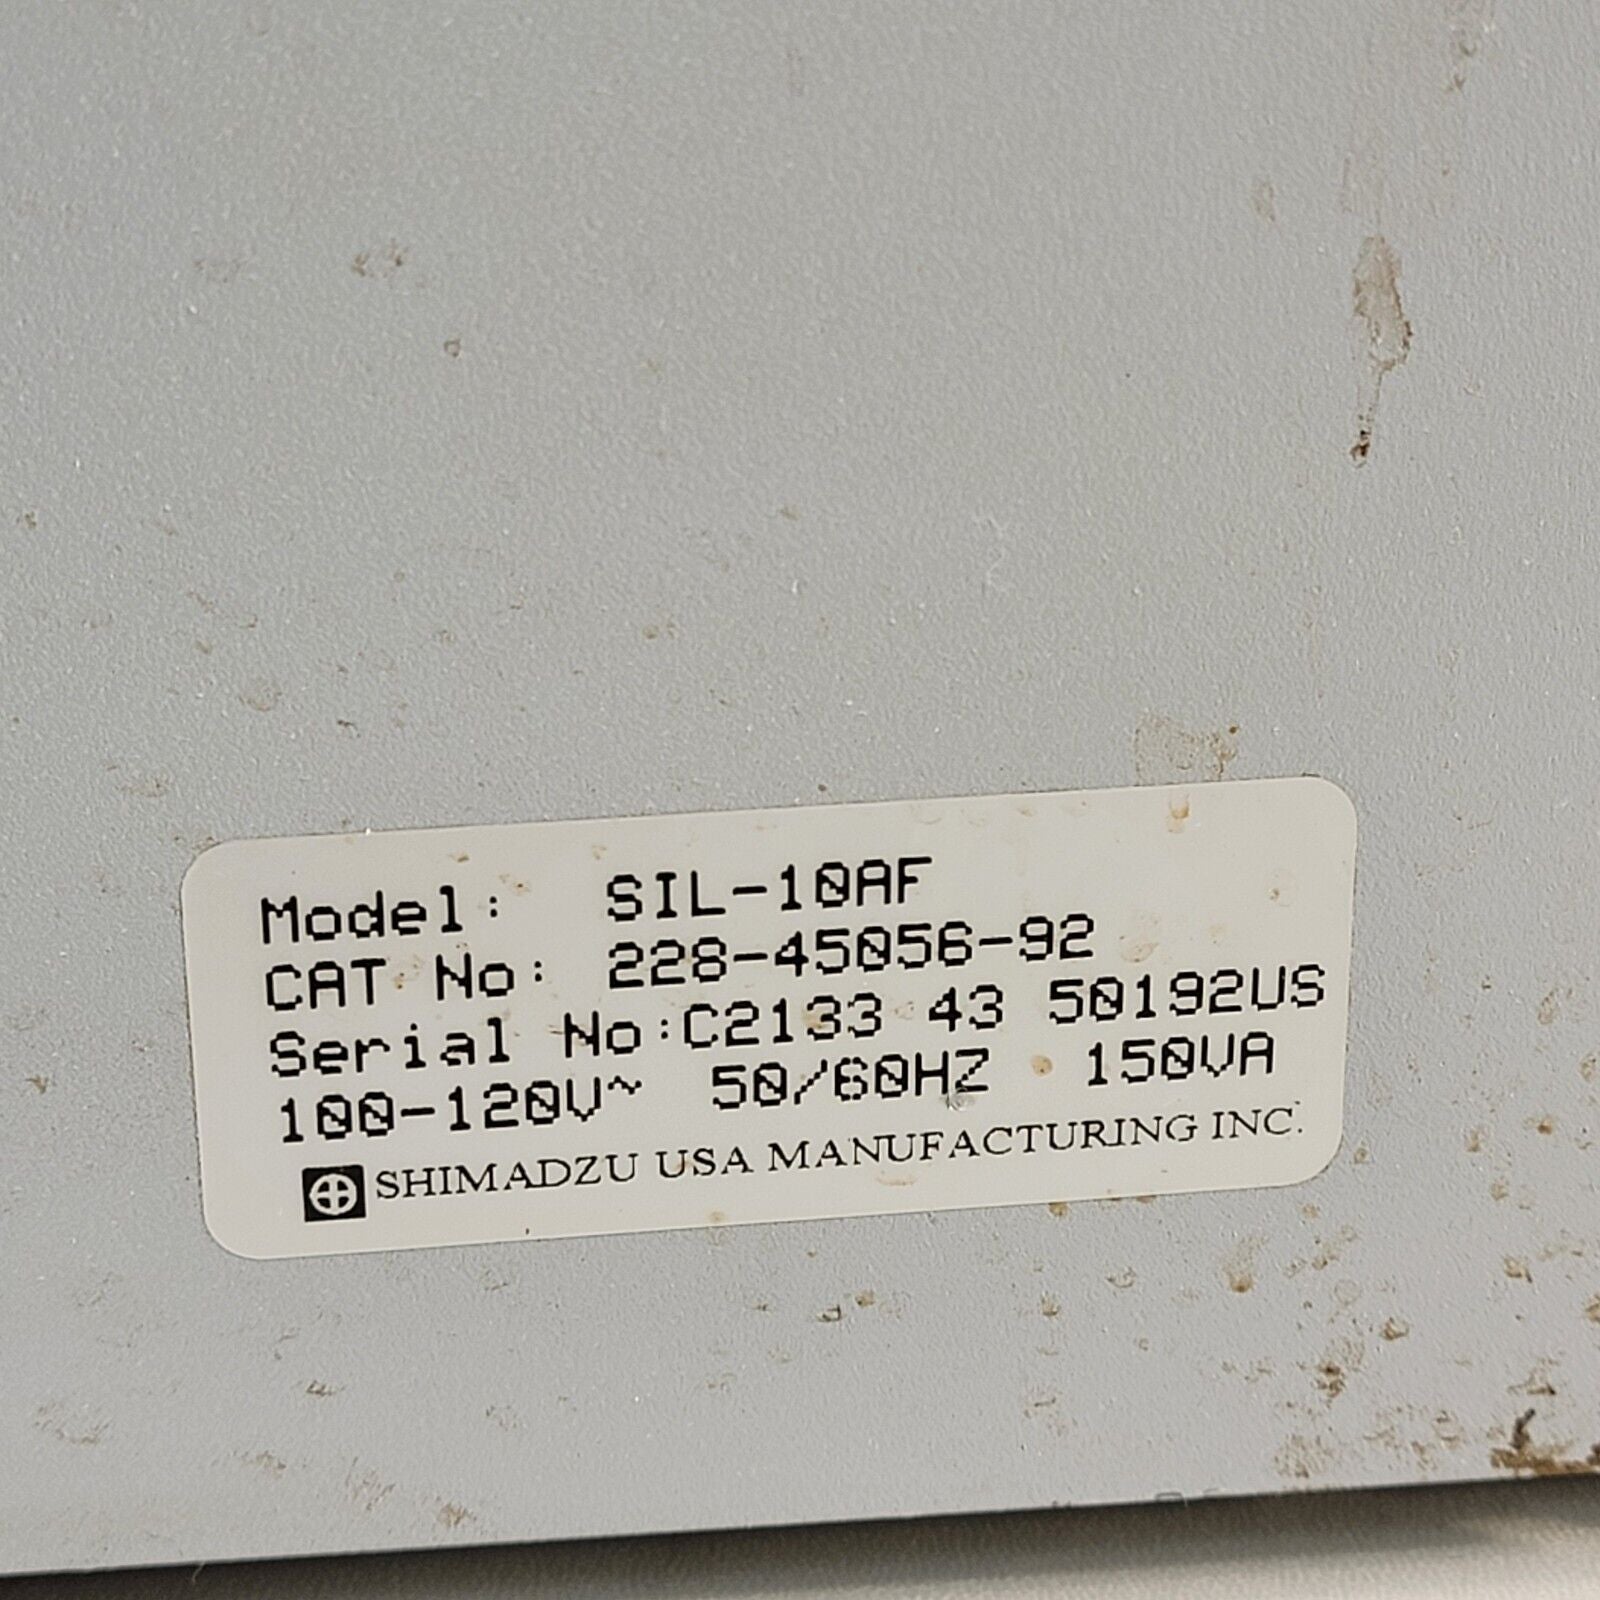 Model: SIL-10AF
CAT No: 228-45056-92
Serial No:C2133 43 50192US
100-120V~ 50/60HZ 150VA
SHIMADZU USA MANUFACTURING INC.